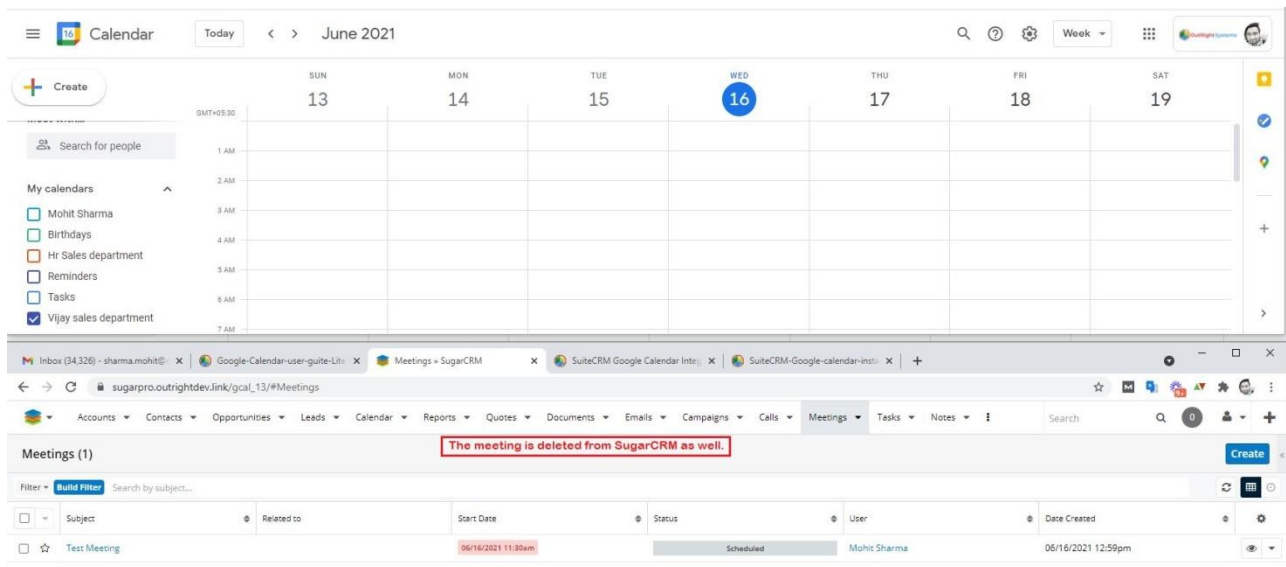 16 Calendar Today June 2021 Week OutRight Systems
Create
SUN MON TUE WED THU FRI SAT
13 14 15 16 17 18 19
GMT+05:30
Search for people
1 AM
2 AM
My calendars
3 AM
Mohit Sharma
Birthdays
4 AM
Hr Sales department
5 AM
Reminders
Tasks
6 AM
Vijay sales department
7 AM
Inbox (34,326) - sharma.mohit@ Google-Calendar-user-guite-Lite Meetings » SugarCRM SuiteCRM Google Calendar Integ SuiteCRM-Google-calendar-insta
sugarpro.outrightdev.link/gcal_13/#Meetings
Accounts Contacts Opportunities Leads Calendar Reports Quotes Documents Emails Campaigns Calls Meetings Tasks Notes Search 0
The meeting is deleted from SugarCRM as well.
Meetings (1) Create
Filter Build Filter Search by subject...
Subject Related to Start Date Status User Date Created
Test Meeting 06/16/2021 11:30am Scheduled Mohit Sharma 06/16/2021 12:59pm